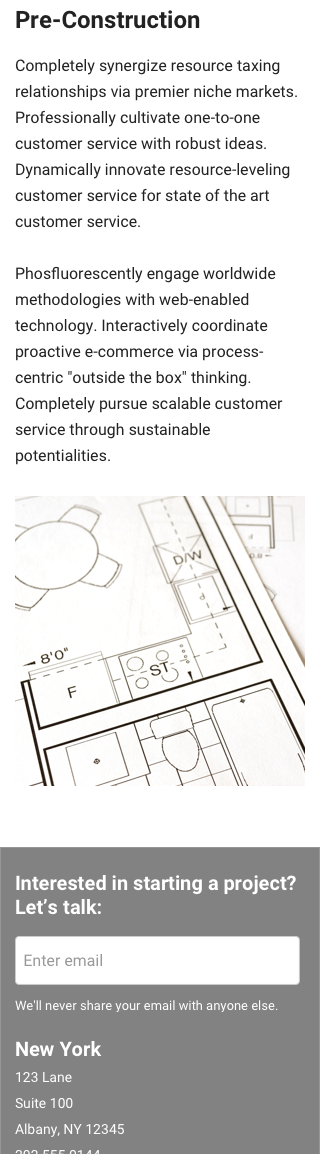 Pre-Construction
Completely synergize resource taxing
relationships via premier niche markets.
Professionally cultivate one-to-one
customer service with robust ideas.
Dynamically innovate resource-leveling
customer service for state of the art
customer service.
Phosfluorescently engage worldwide
methodologies with web-enabled
technology. Interactively coordinate
proactive e-commerce via process-
centric "outside the box" thinking.
Completely pursue scalable customer
service through sustainable
potentialities.
D/W
8'0"
ST
F
Interested in starting a project?
Let’s talk:
Enter email
We'll never share your email with anyone else.
New York
123 Lane
Suite 100
Albany, NY 12345